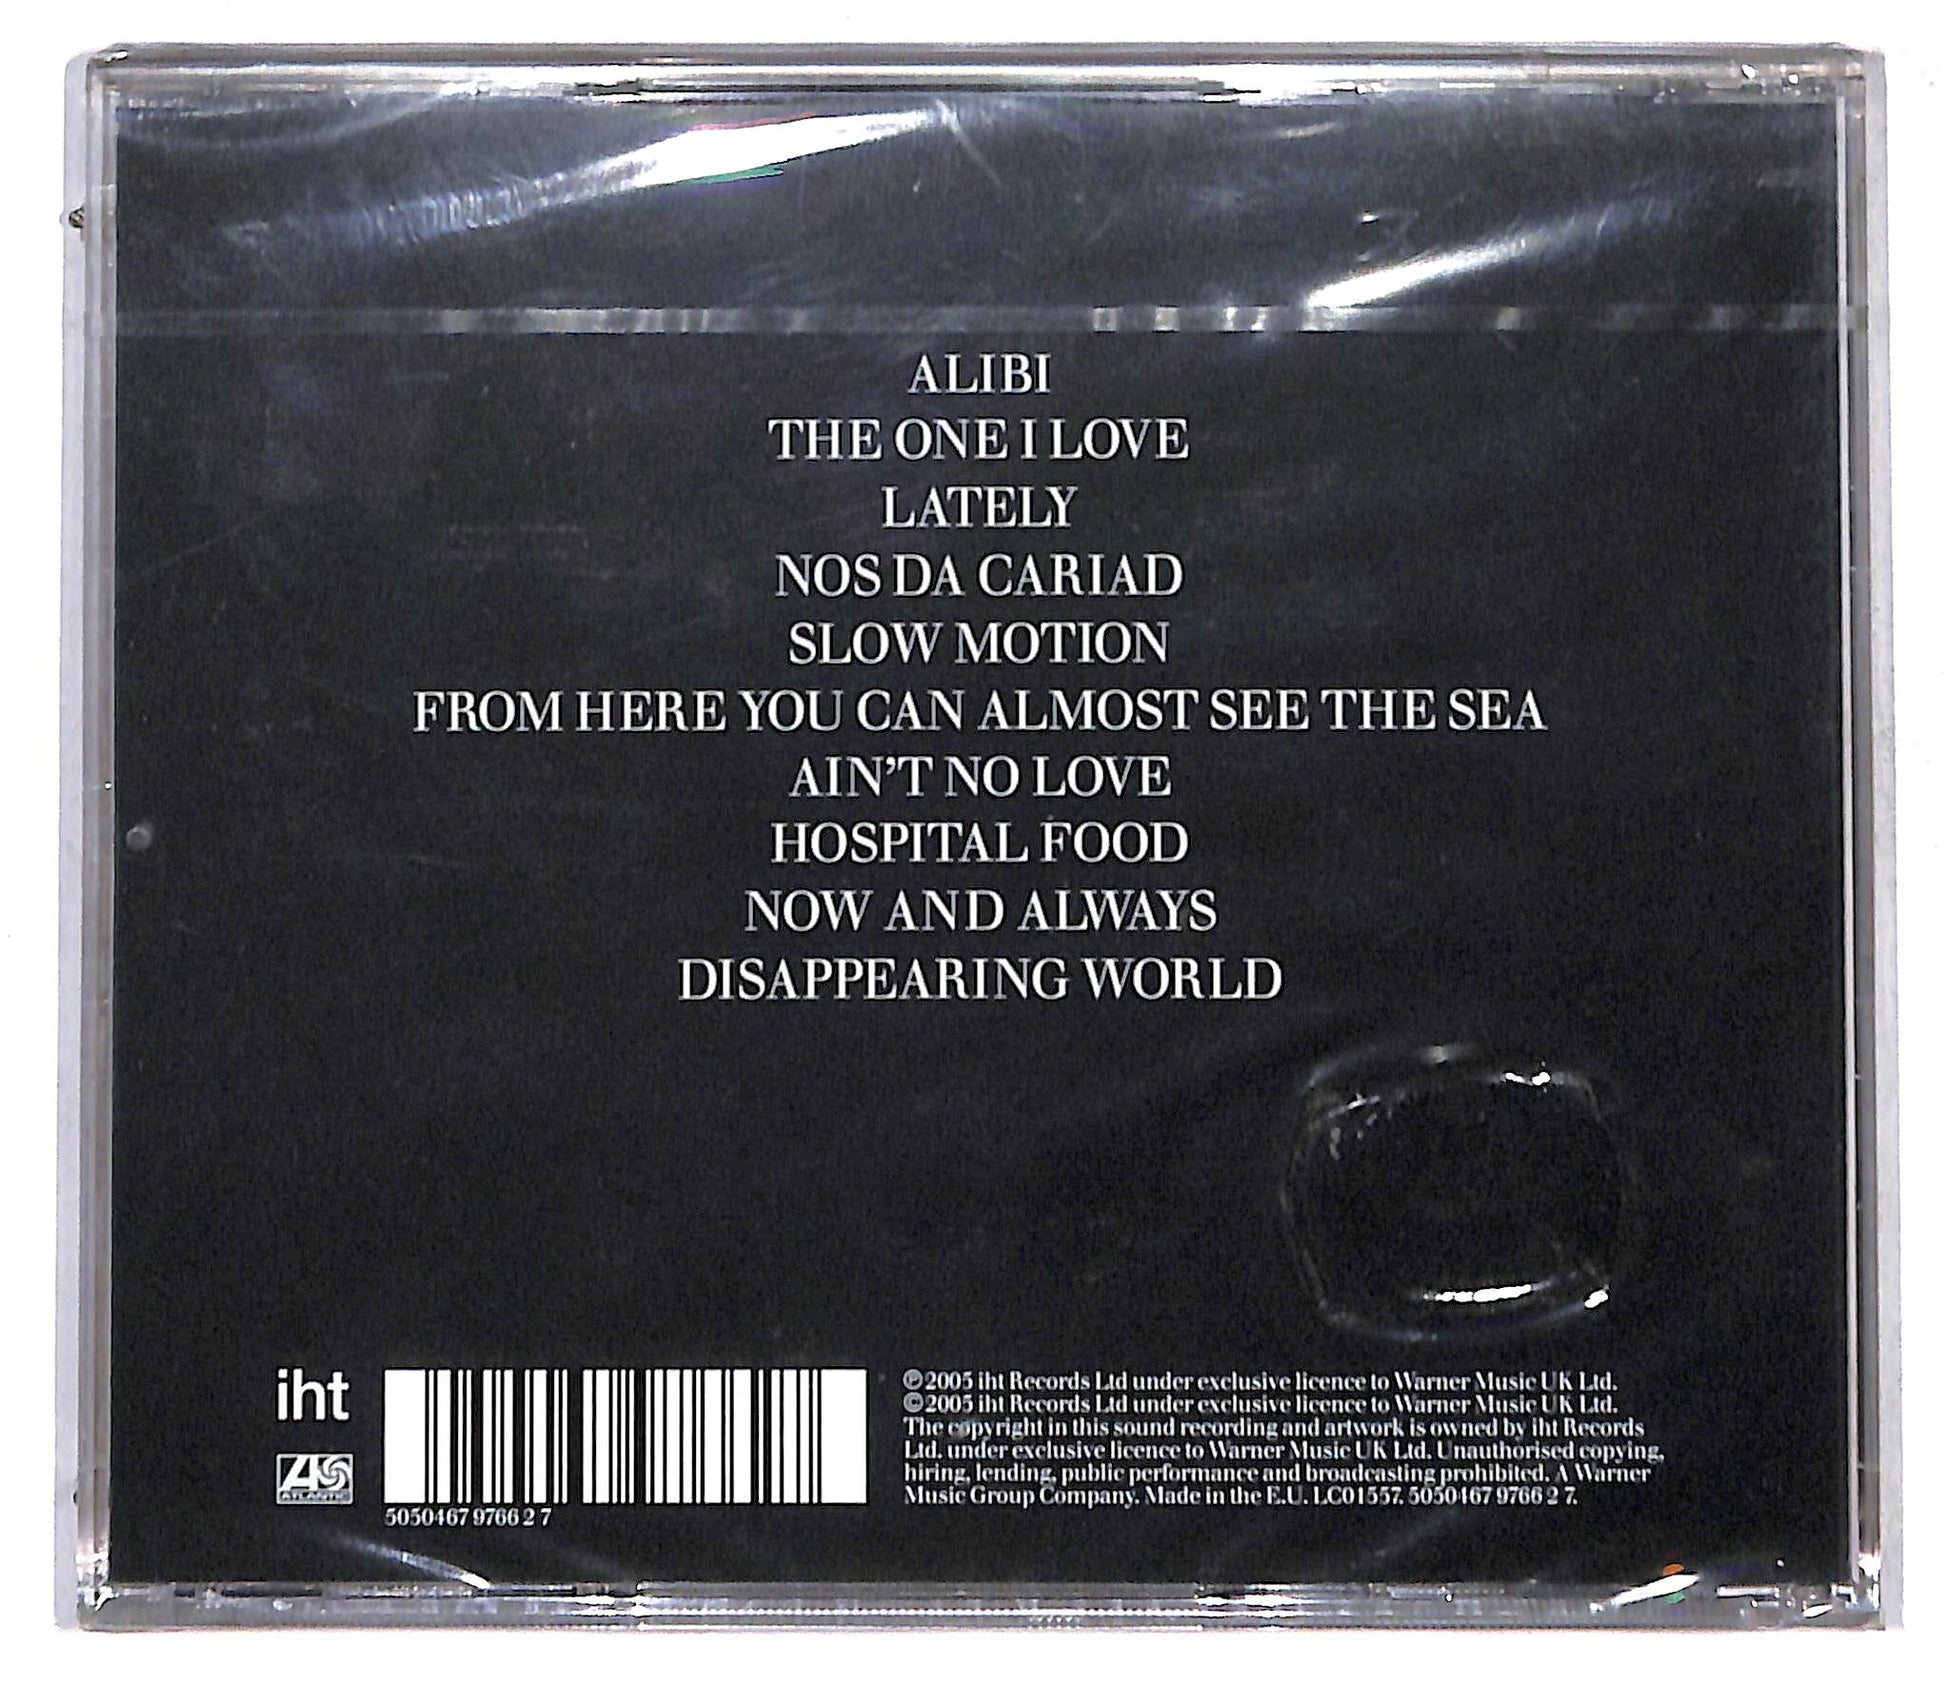 ALIBI
THE ONE I LOVE
LATELY
NOS DA CARIAD
SLOW MOTION
FROM HERE YOU CAN ALMOST SEE THE SEA
AIN'T NO LOVE
HOSPITAL FOOD
NOW AND ALWAYS
DISAPPEARING WORLD
iht
ATLANTIC
5050467 9766 2 7
℗2005 iht Records Ltd under exclusive licence to Warner Music UK Ltd.
©2005 iht Records Ltd under exclusive licence to Warner Music UK Ltd.
The copyright in this sound recording and artwork is owned by iht Records
Ltd. under exclusive licence to Warner Music UK Ltd. Unauthorised copying,
hiring, lending, public performance and broadcasting prohibited. A Warner
Music Group Company. Made in the E.U. LC01557. 5050467 9766 2 7.